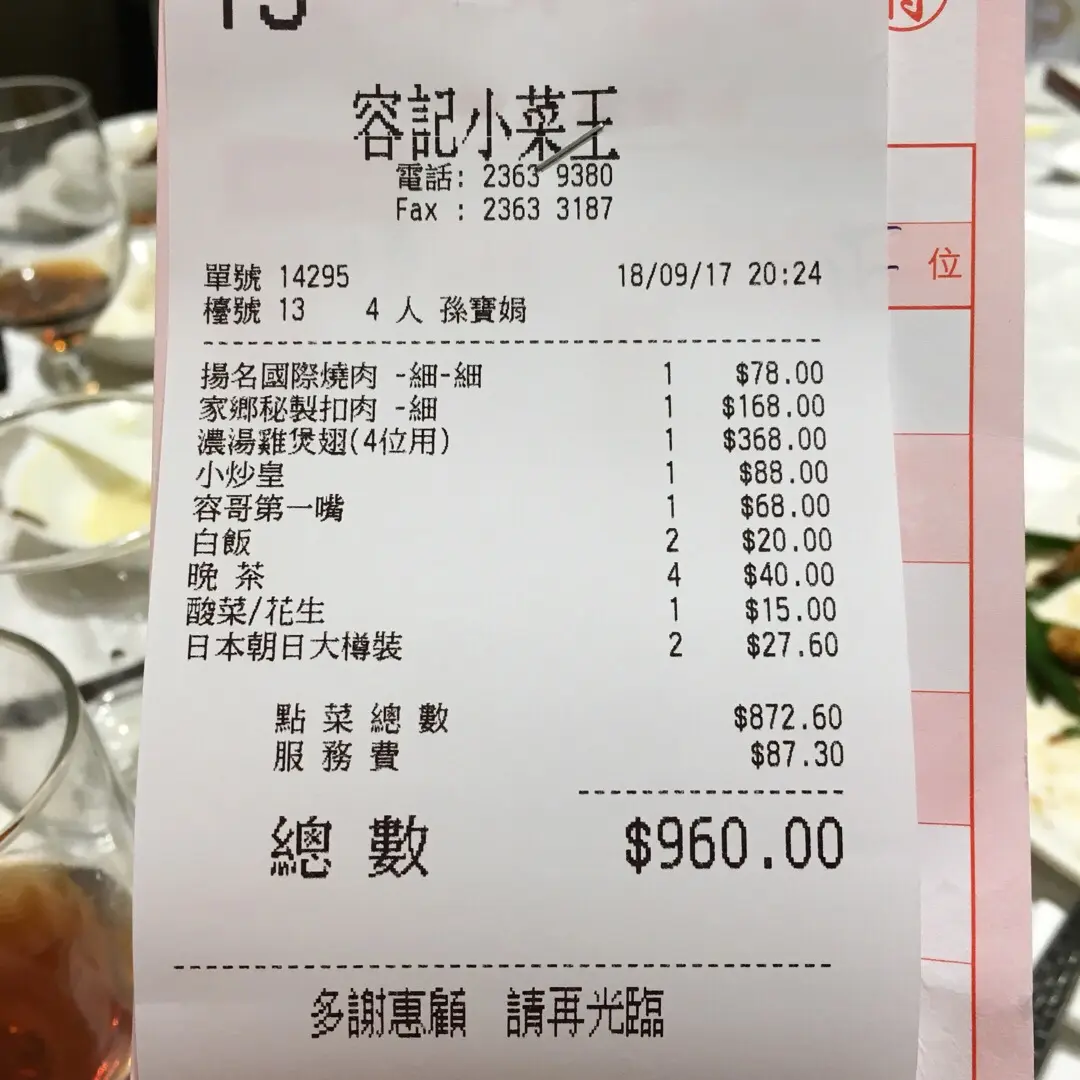 13
容記小菜王
電話: 2363 9380
Fax : 2363 3187
單號 14295 18/09/17 20:24
檯號 13 4 人 孫寶娟
揚名國際燒肉 -細-細 1 $78.00
家鄉秘製扣肉 -細 1 $168.00
濃湯雞煲翅(4位用) 1 $368.00
小炒皇 1 $88.00
容哥第一嘴 1 $68.00
白飯 2 $20.00
晚 茶 4 $40.00
酸菜/花生 1 $15.00
日本朝日大樽裝 2 $27.60
點 菜 總 數 $872.60
服 務 費 $87.30
總 數 $960.00
多謝惠顧 請再光臨
位